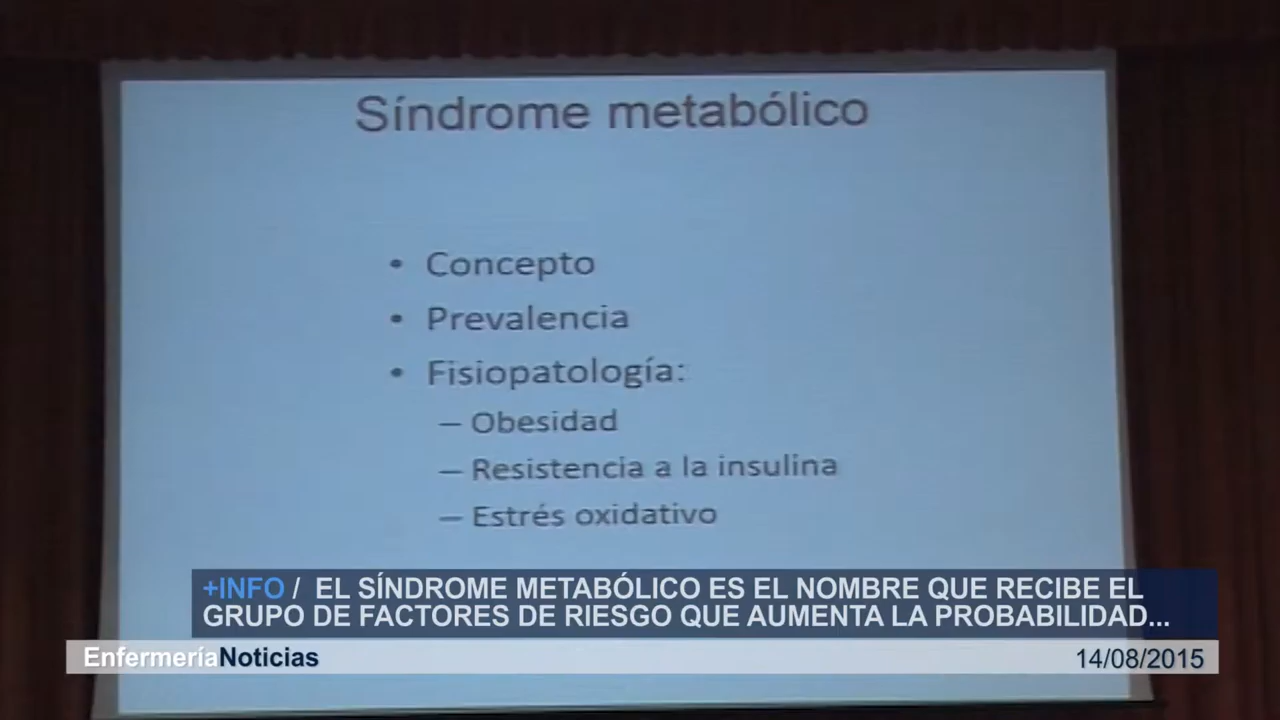 Síndrome metabólico
• Concepto
• Prevalencia
• Fisiopatología:
– Obesidad
– Resistencia a la insulina
– Estrés oxidativo
+INFO / EL SÍNDROME METABÓLICO ES EL NOMBRE QUE RECIBE EL
GRUPO DE FACTORES DE RIESGO QUE AUMENTA LA PROBABILIDAD...
EnfermeríaNoticias
14/08/2015